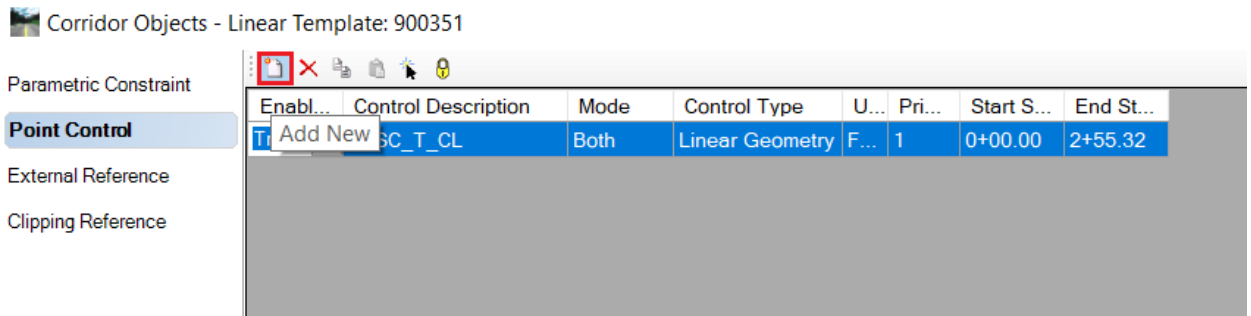 Corridor Objects - Linear Template: 900351
Parametric Constraint
Point Control
External Reference
Clipping Reference
Enabl... Control Description Mode Control Type U... Pri... Start S... End St...
Add New
SC_T_CL Both Linear Geometry F... 1 0+00.00 2+55.32